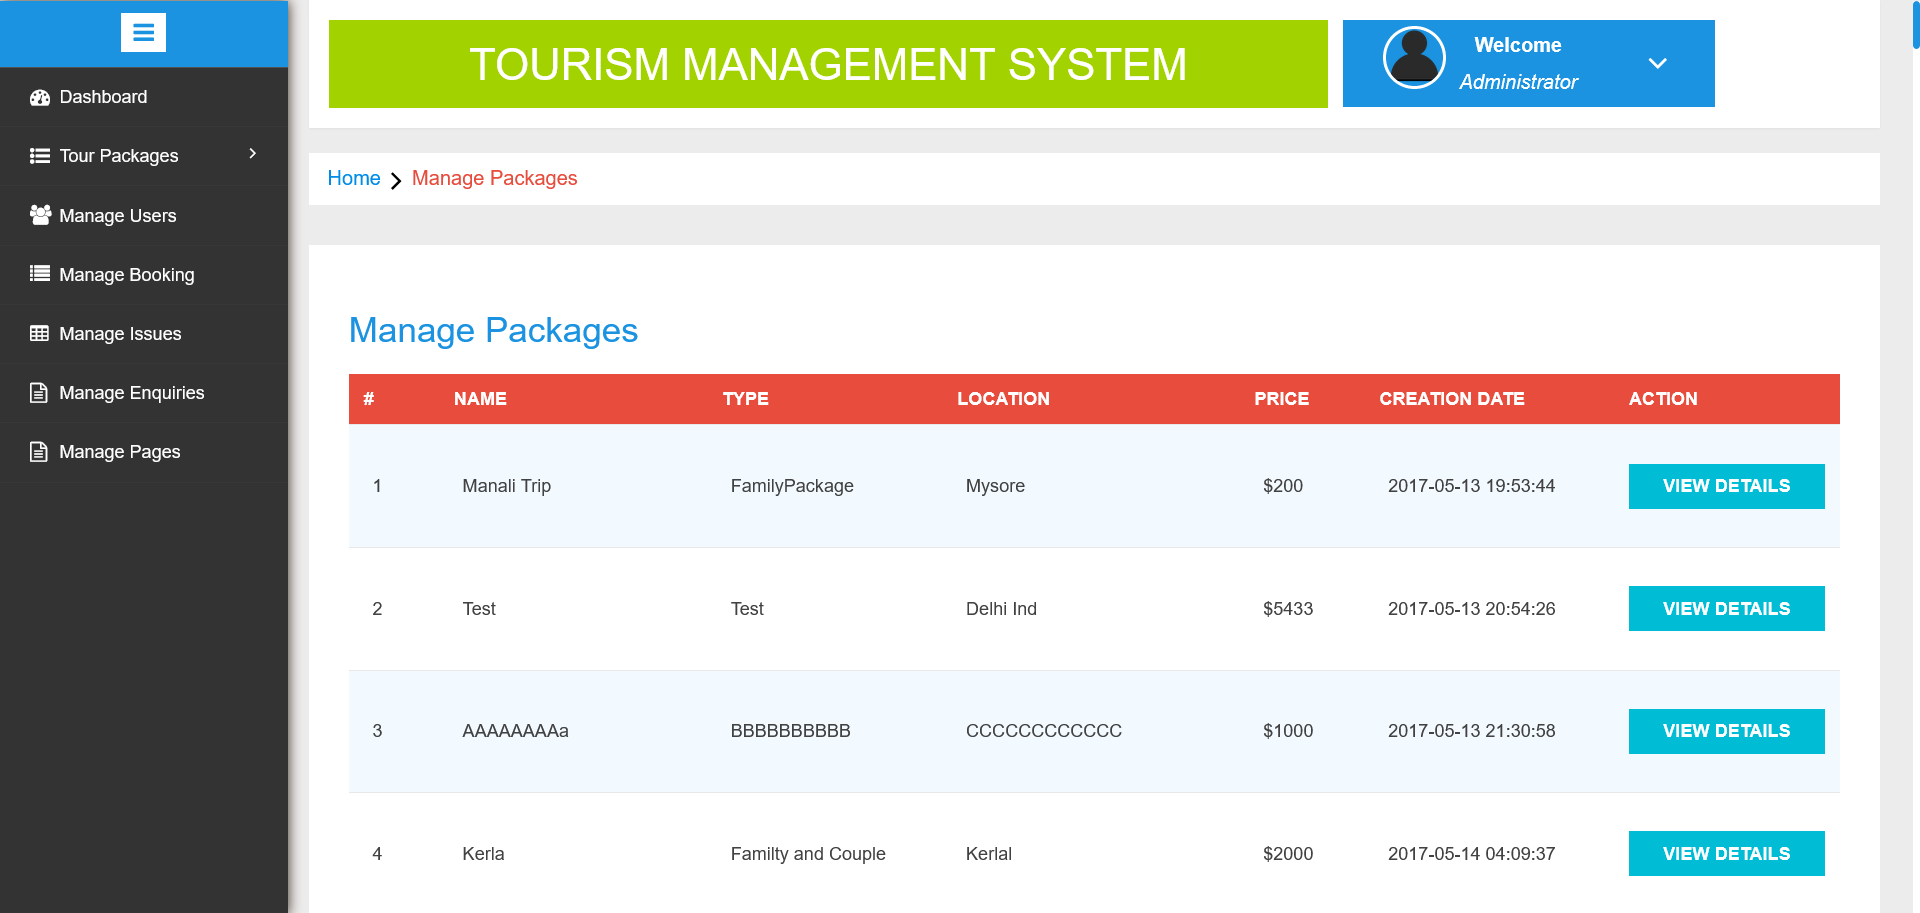 TOURISM MANAGEMENT SYSTEM
Welcome
Administrator
Dashboard
Tour Packages
Manage Users
Manage Booking
Manage Issues
Manage Enquiries
Manage Pages
Home Manage Packages
Manage Packages
# NAME TYPE LOCATION PRICE CREATION DATE ACTION
1 Manali Trip FamilyPackage Mysore $200 2017-05-13 19:53:44 VIEW DETAILS
2 Test Test Delhi Ind $5433 2017-05-13 20:54:26 VIEW DETAILS
3 AAAAAAAAa BBBBBBBBBB CCCCCCCCCCCC $1000 2017-05-13 21:30:58 VIEW DETAILS
4 Kerla Familty and Couple Kerlal $2000 2017-05-14 04:09:37 VIEW DETAILS